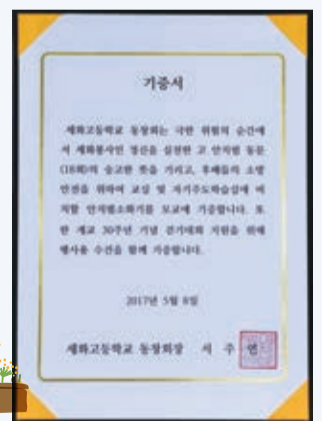 기증서
세화고등학교 동창회는 극한 위험의 순간에
서 세화봉사인 정신을 실천한 고 안치범 동문
(18회)의 숭고한 뜻을 기리고, 후배들의 소방
안전을 위하여 교실 및 자기주도학습실에 비
치할 안치범소화기를 모교에 기증합니다. 또
한 개교 30주년 기념 걷기대회 지원을 위해
행사용 수건을 함께 기증합니다.
2017년 5월 8일
세화고등학교 동창회장 서 주 연